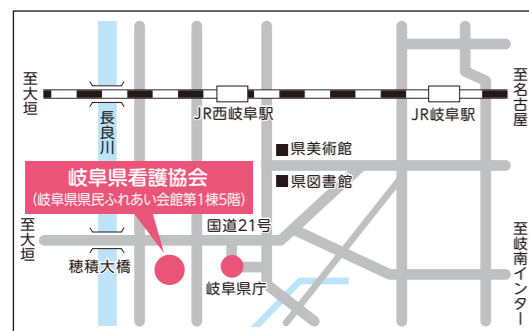 至大垣
至名古屋
JR西岐阜駅
JR岐阜駅
長良川
■県美術館
■県図書館
岐阜県看護協会
(岐阜県県民ふれあい会館第1棟5階)
至大垣
国道21号
穂積大橋
岐阜県庁
至岐南インター